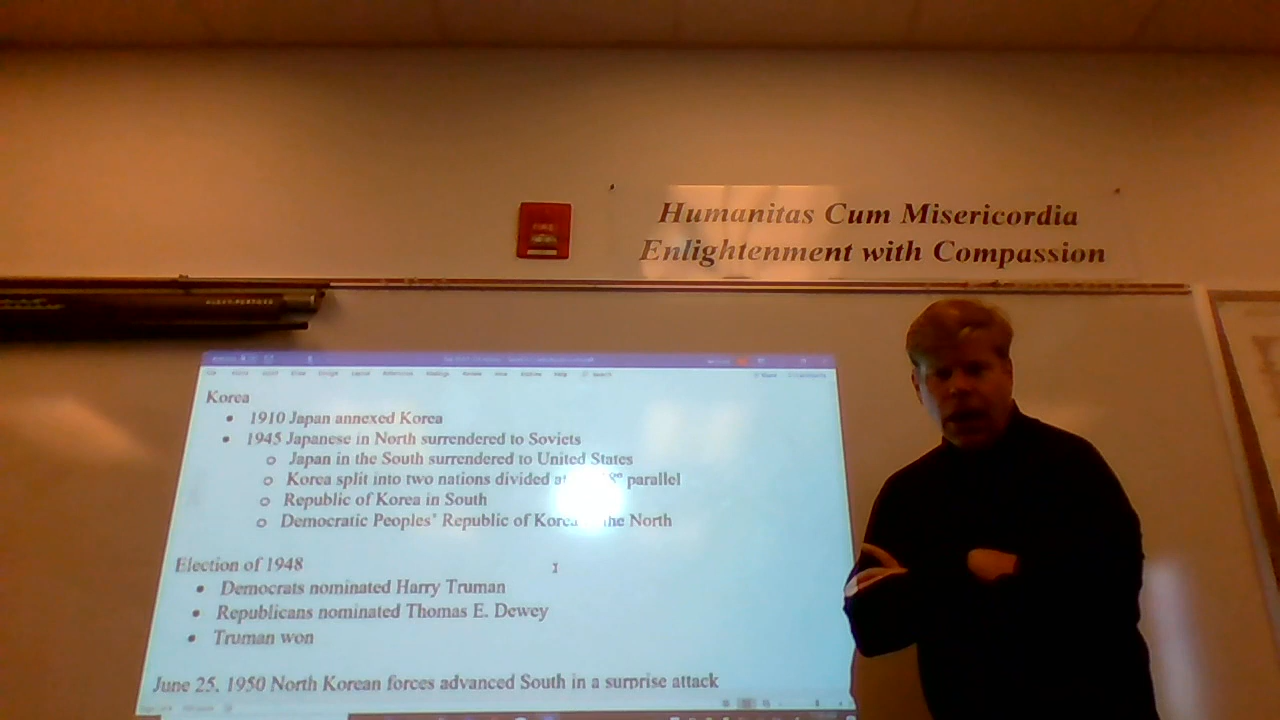 Humanitas Cum Misericordia
Enlightenment with Compassion
FIRE
Korea
• 1910 Japan annexed Korea
• 1945 Japanese in North surrendered to Soviets
o Japan in the South surrendered to United States
o Korea split into two nations divided parallel
o Republic of Korea in South
o Democratic Peoples' Republic of Korea the North
Election of 1948
• Democrats nominated Harry Truman
• Republicans nominated Thomas E. Dewey
• Truman won
June 25, 1950 North Korean forces advanced South in a surprise attack